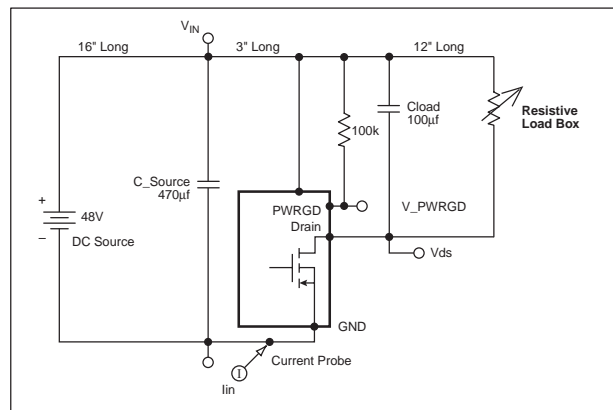 V_IN
16" Long
3" Long
12" Long
Cload
100µf
100k
Resistive
Load Box
C_Source
470µf
PWRGD
V_PWRGD
Drain
+
48V
–
DC Source
Vds
GND
Current Probe
I
Iin